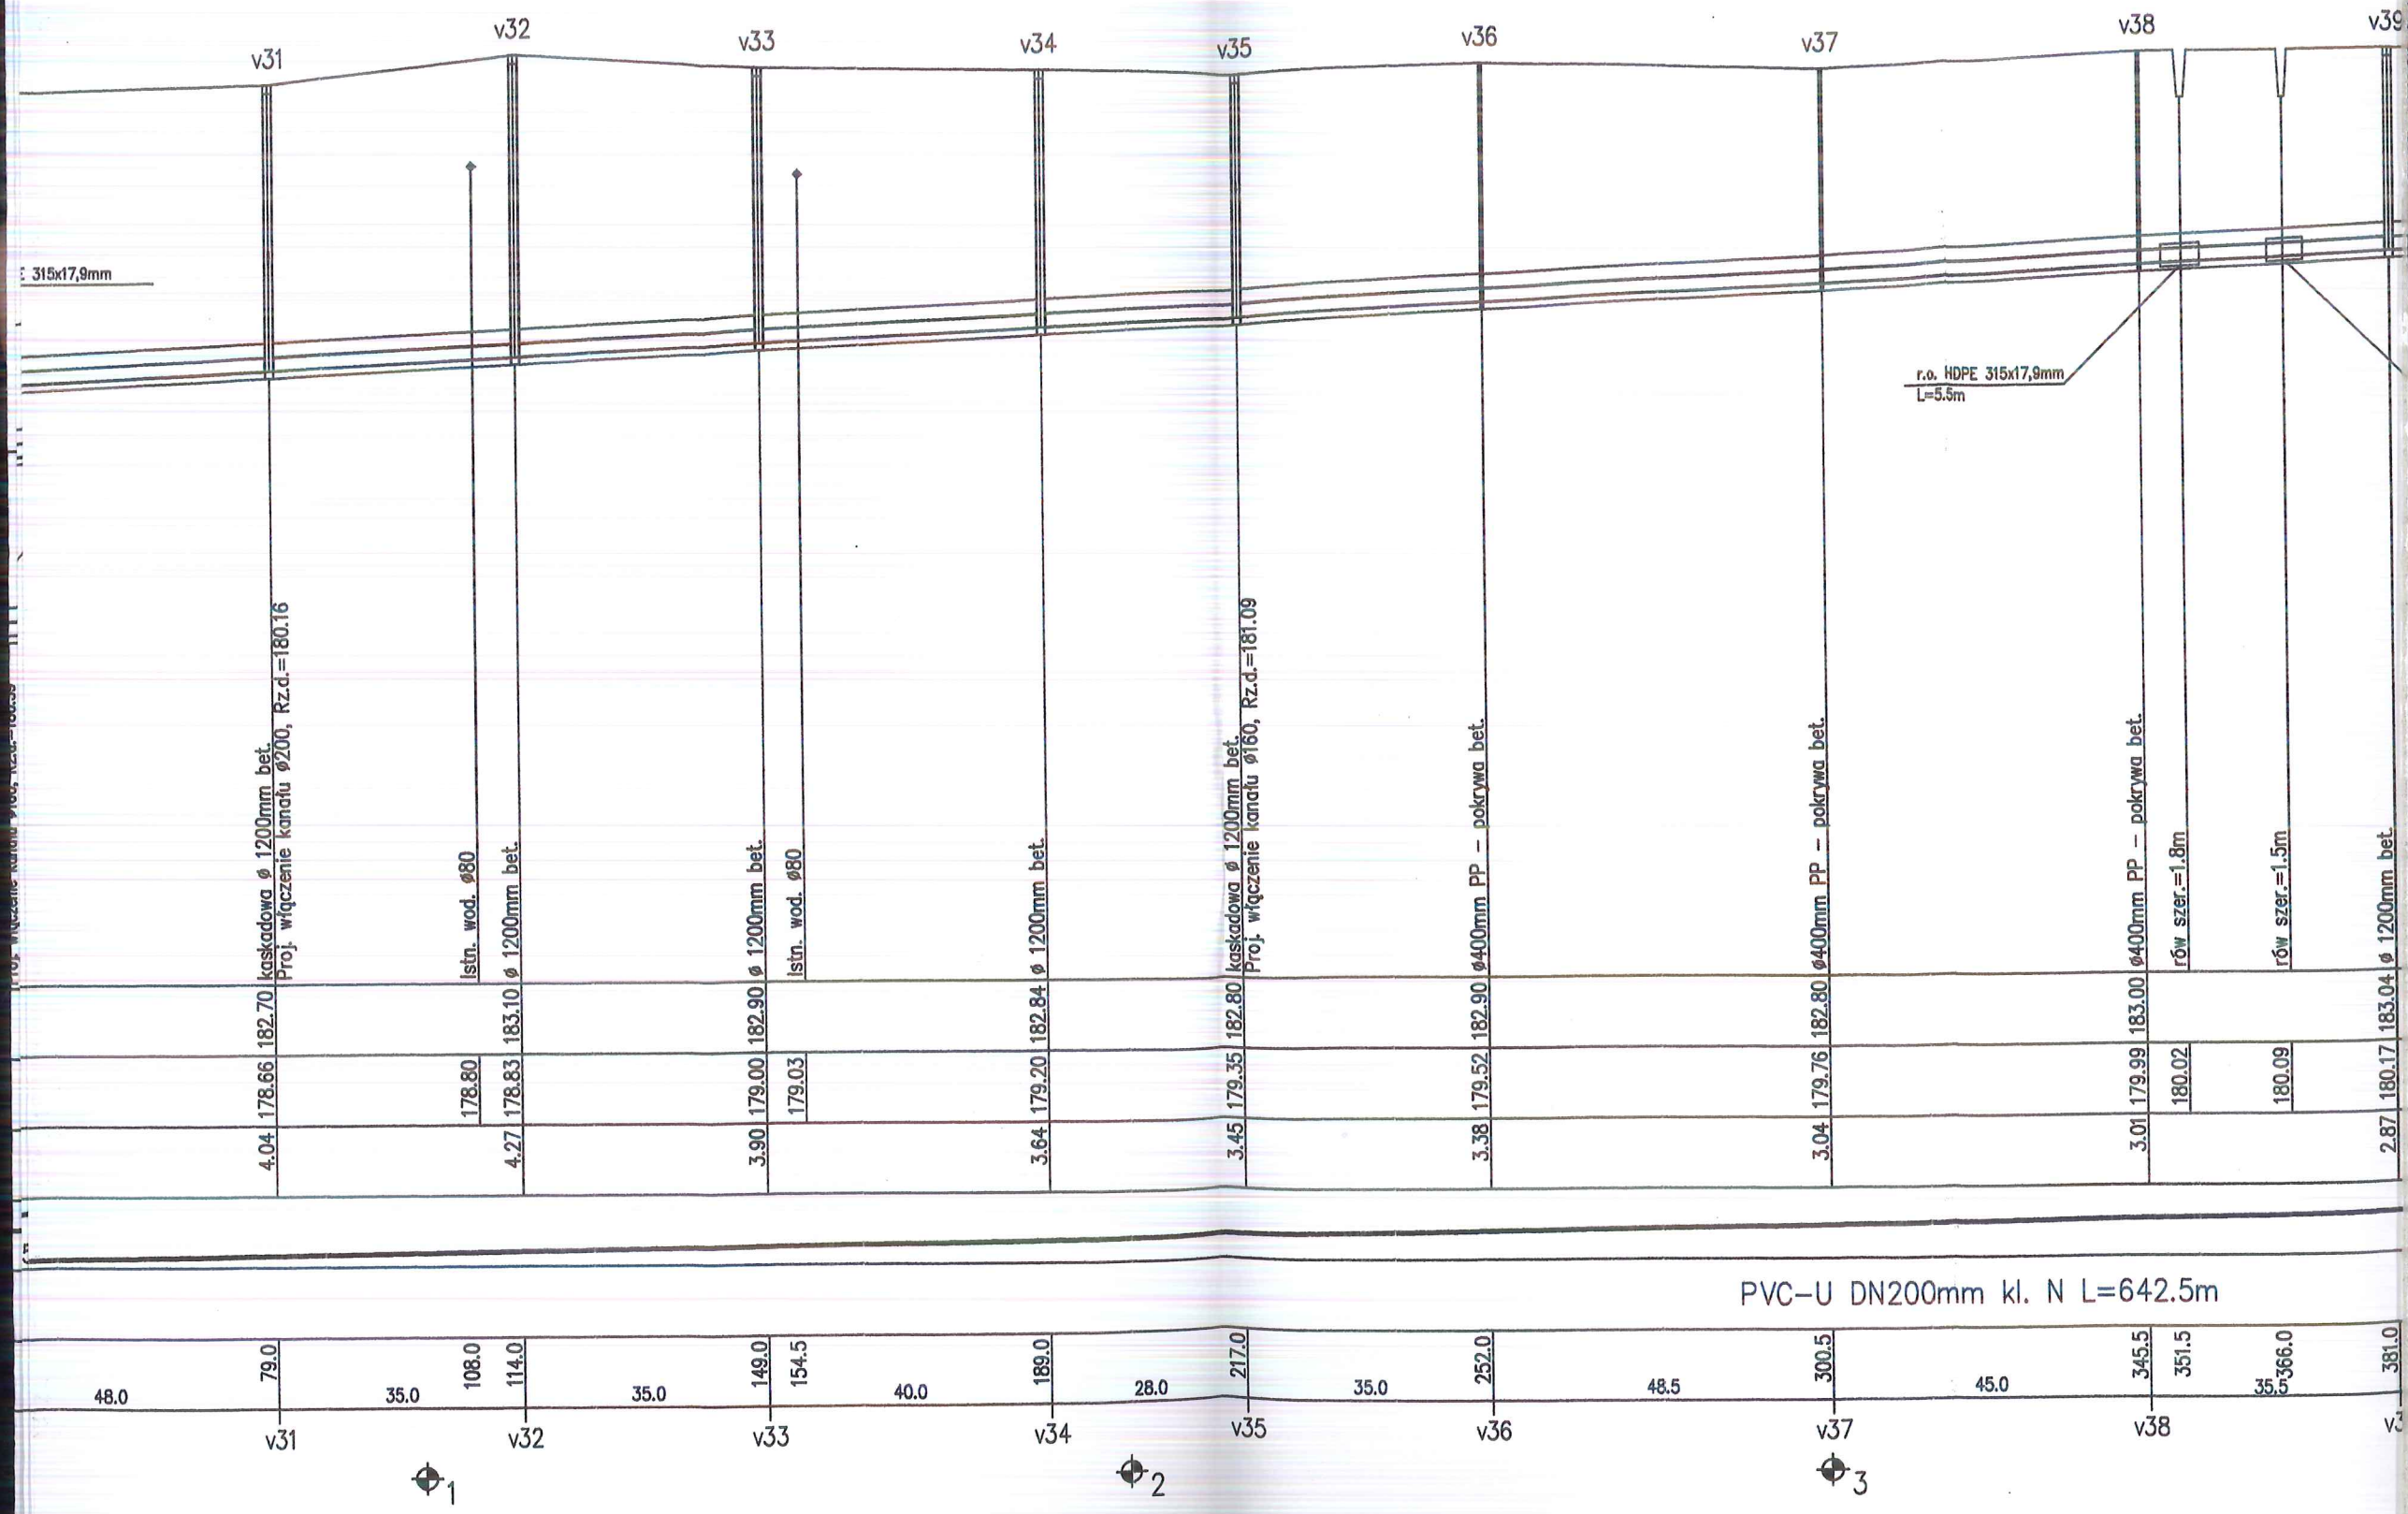 v31
v32
v33
v34
v35
v36
v37
v38
v39
315x17,9mm
r.o. HDPE 315x17,9mm
L=5.5m
kaskadowa ø 1200mm bet.
Proj. włączenie kanału ø200, Rz.d.=180.16
Istn. wod. ø80
ø 1200mm bet.
ø 1200mm bet.
Istn. wod. ø80
ø 1200mm bet.
kaskadowa ø 1200mm bet.
Proj. włączenie kanału ø160, Rz.d.=181.09
ø400mm PP – pokrywa bet.
ø400mm PP – pokrywa bet.
ø400mm PP – pokrywa bet.
rów szer.=1.8m
rów szer.=1.5m
ø 1200mm bet.
182.70
183.10
182.90
182.84
182.80
182.90
182.80
183.00
183.04
178.66
178.80
178.83
179.00
179.03
179.20
179.35
179.52
179.76
179.99
180.02
180.09
180.17
4.04
4.27
3.90
3.64
3.45
3.38
3.04
3.01
2.87
PVC-U DN200mm kl. N L=642.5m
79.0
108.0
114.0
149.0
154.5
189.0
217.0
252.0
300.5
345.5
351.5
366.0
381.0
48.0
35.0
35.0
40.0
28.0
35.0
48.5
45.0
35.5
v31
v32
v33
v34
v35
v36
v37
v38
1
2
3